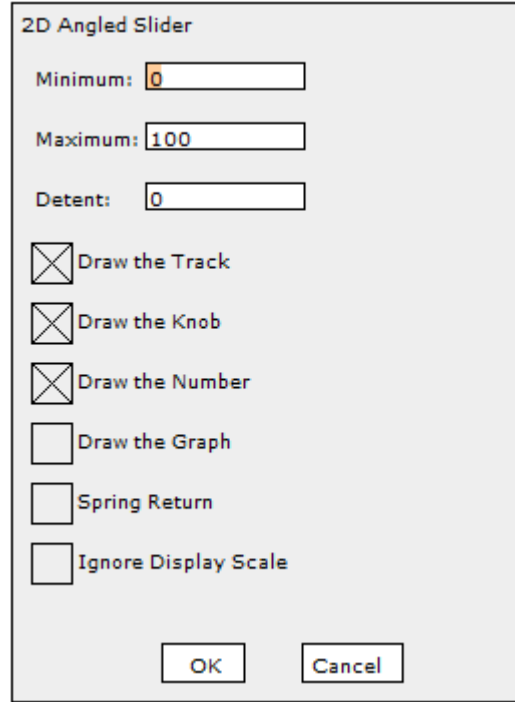 2D Angled Slider
Minimum: 0
Maximum: 100
Detent: 0
Draw the Track
Draw the Knob
Draw the Number
Draw the Graph
Spring Return
Ignore Display Scale
OK Cancel